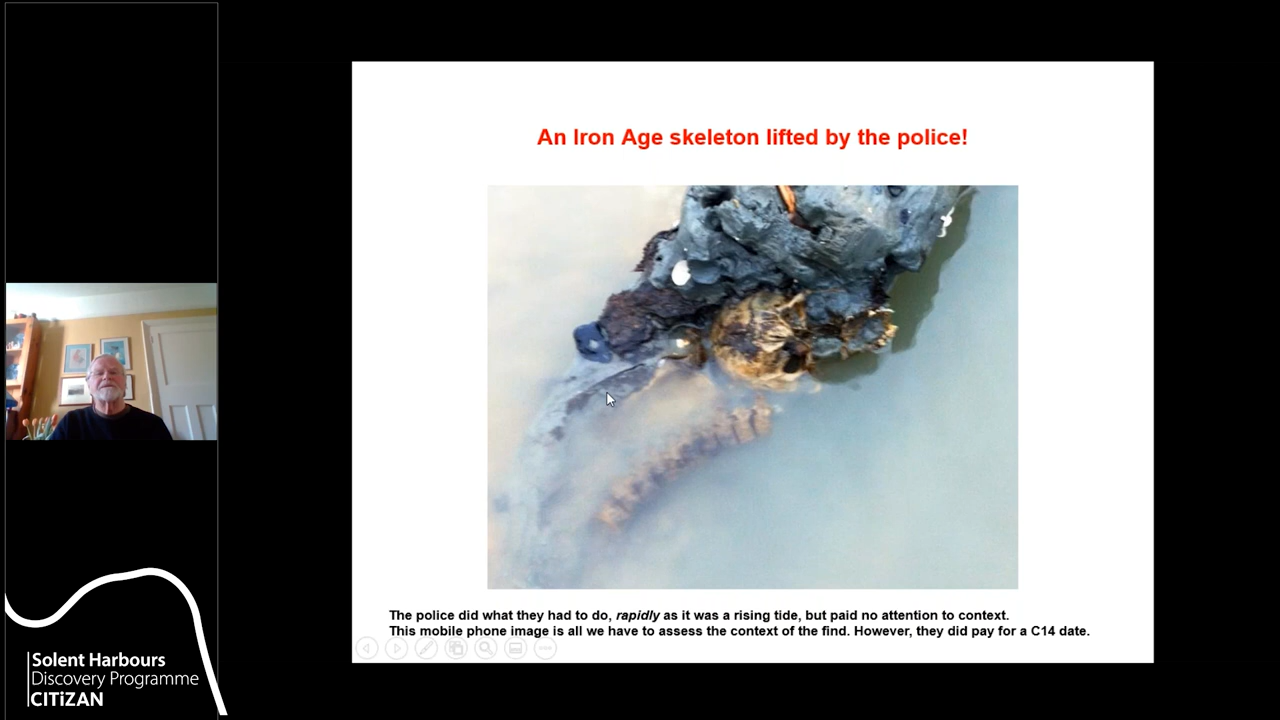 An Iron Age skeleton lifted by the police!
The police did what they had to do, rapidly as it was a rising tide, but paid no attention to context.
This mobile phone image is all we have to assess the context of the find. However, they did pay for a C14 date.
Solent Harbours
Discovery Programme
CITiZAN